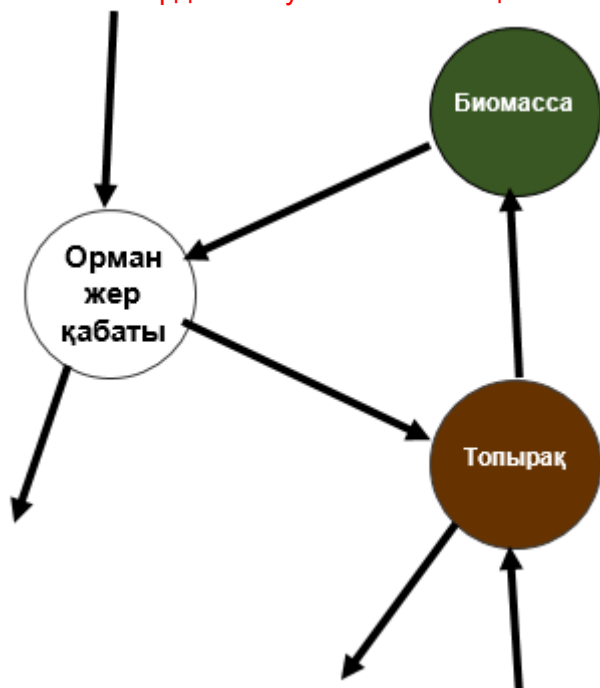 Биомасса
Орман
жер
қабаты
Топырақ